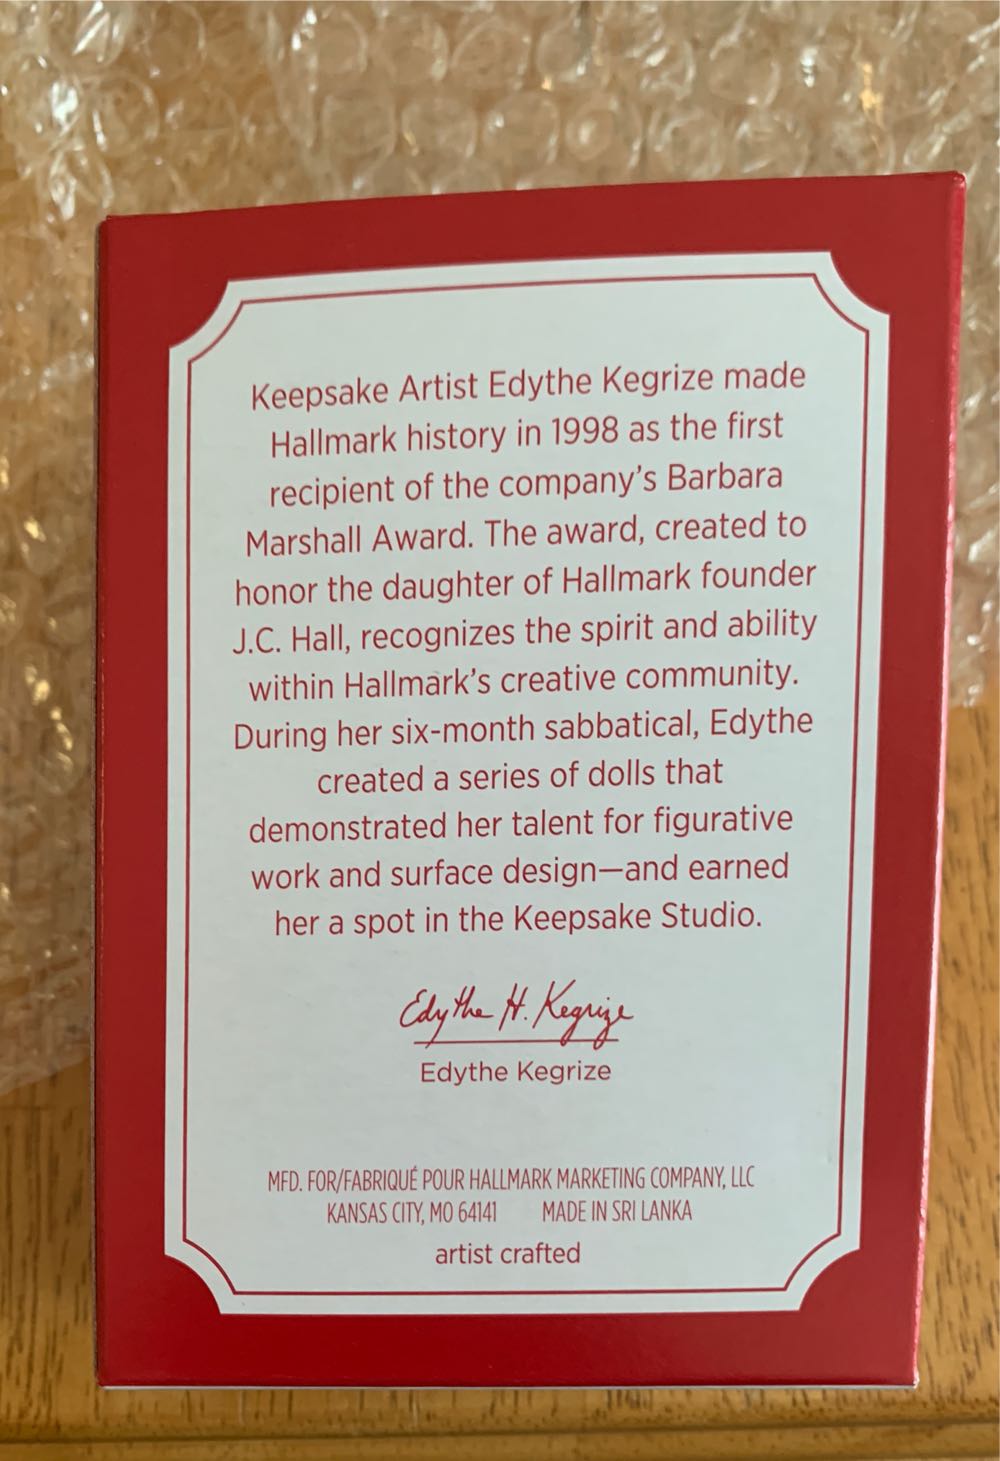 Keepsake Artist Edythe Kegrize made
Hallmark history in 1998 as the first
recipient of the company's Barbara
Marshall Award. The award, created to
honor the daughter of Hallmark founder
J.C. Hall, recognizes the spirit and ability
within Hallmark's creative community.
During her six-month sabbatical, Edythe
created a series of dolls that
demonstrated her talent for figurative
work and surface design—and earned
her a spot in the Keepsake Studio.
Edythe H. Kegrize
Edythe Kegrize
MFD. FOR/FABRIQUÉ POUR HALLMARK MARKETING COMPANY, LLC
KANSAS CITY, MO 64141 MADE IN SRI LANKA
artist crafted